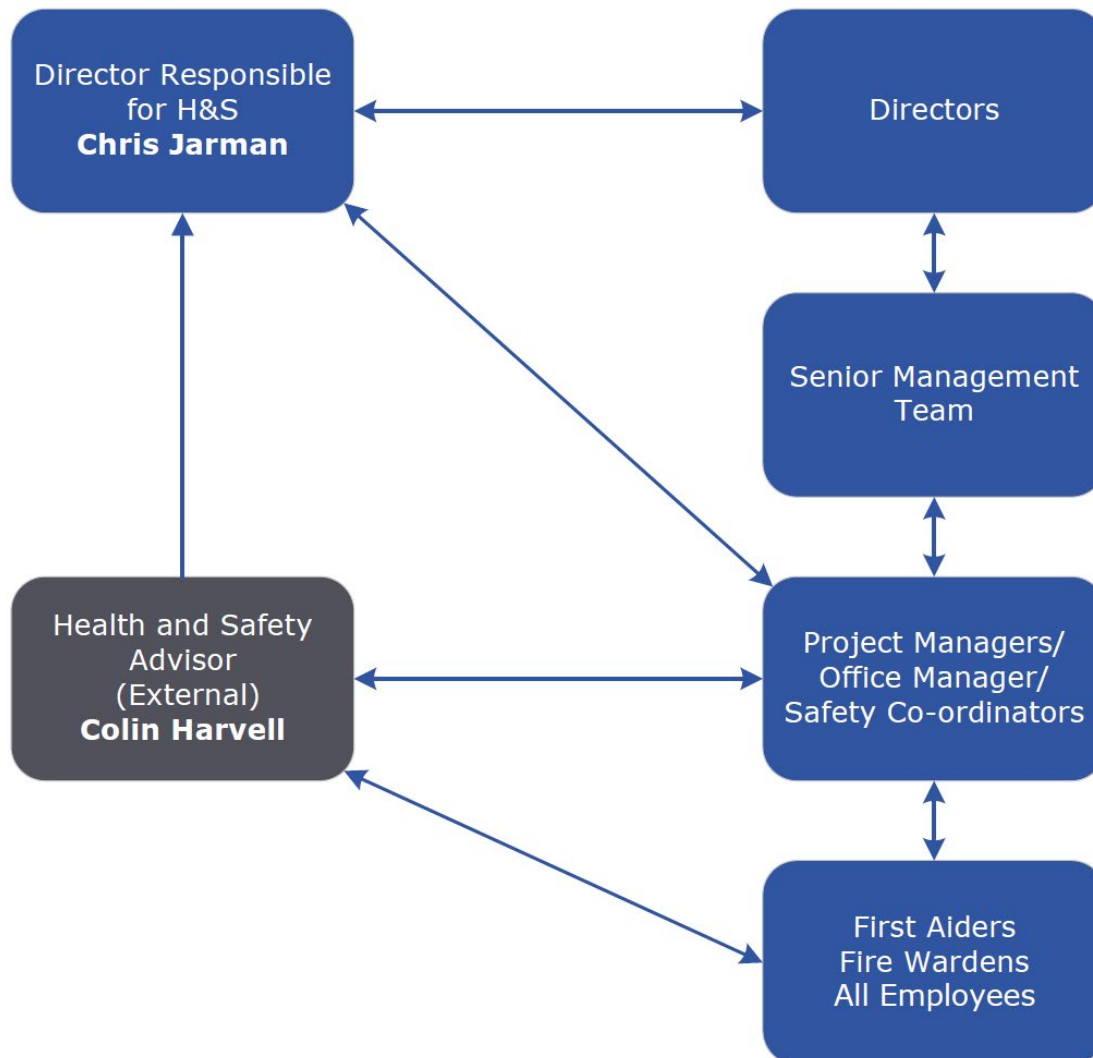 Director Responsible
for H&S
Chris Jarman
Directors
Senior Management
Team
Health and Safety
Advisor
(External)
Colin Harvell
Project Managers/
Office Manager/
Safety Co-ordinators
First Aiders
Fire Wardens
All Employees